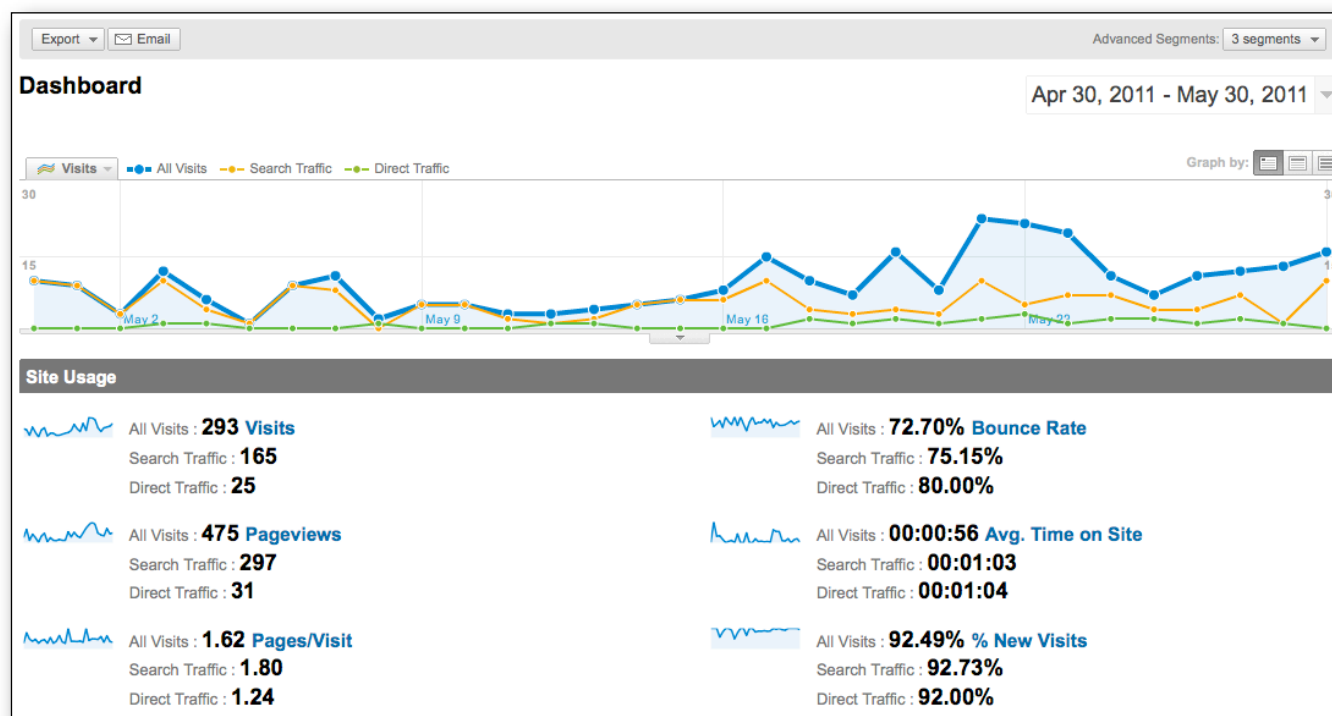 Export Email Advanced Segments: 3 segments
Dashboard
Apr 30, 2011 - May 30, 2011
Visits All Visits Search Traffic Direct Traffic Graph by:
30
15
May 2 May 9 May 16 May 22
Site Usage
All Visits : 293 Visits
Search Traffic : 165
Direct Traffic : 25
All Visits : 72.70% Bounce Rate
Search Traffic : 75.15%
Direct Traffic : 80.00%
All Visits : 475 Pageviews
Search Traffic : 297
Direct Traffic : 31
All Visits : 00:00:56 Avg. Time on Site
Search Traffic : 00:01:03
Direct Traffic : 00:01:04
All Visits : 1.62 Pages/Visit
Search Traffic : 1.80
Direct Traffic : 1.24
All Visits : 92.49% % New Visits
Search Traffic : 92.73%
Direct Traffic : 92.00%